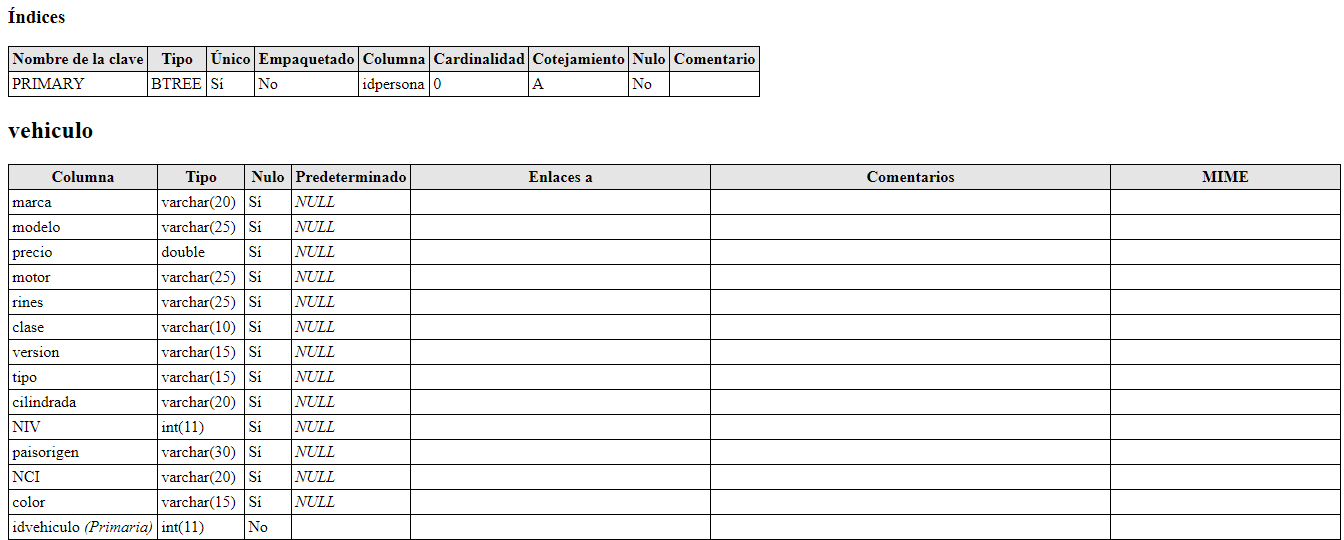 Índices
Nombre de la clave Tipo Único Empaquetado Columna Cardinalidad Cotejamiento Nulo Comentario
PRIMARY BTREE Sí No idpersona 0 A No
vehiculo
Columna Tipo Nulo Predeterminado Enlaces a Comentarios MIME
marca varchar(20) Sí NULL
modelo varchar(25) Sí NULL
precio double Sí NULL
motor varchar(25) Sí NULL
rines varchar(25) Sí NULL
clase varchar(10) Sí NULL
version varchar(15) Sí NULL
tipo varchar(15) Sí NULL
cilindrada varchar(20) Sí NULL
NIV int(11) Sí NULL
paisorigen varchar(30) Sí NULL
NCI varchar(20) Sí NULL
color varchar(15) Sí NULL
idvehiculo (Primaria) int(11) No